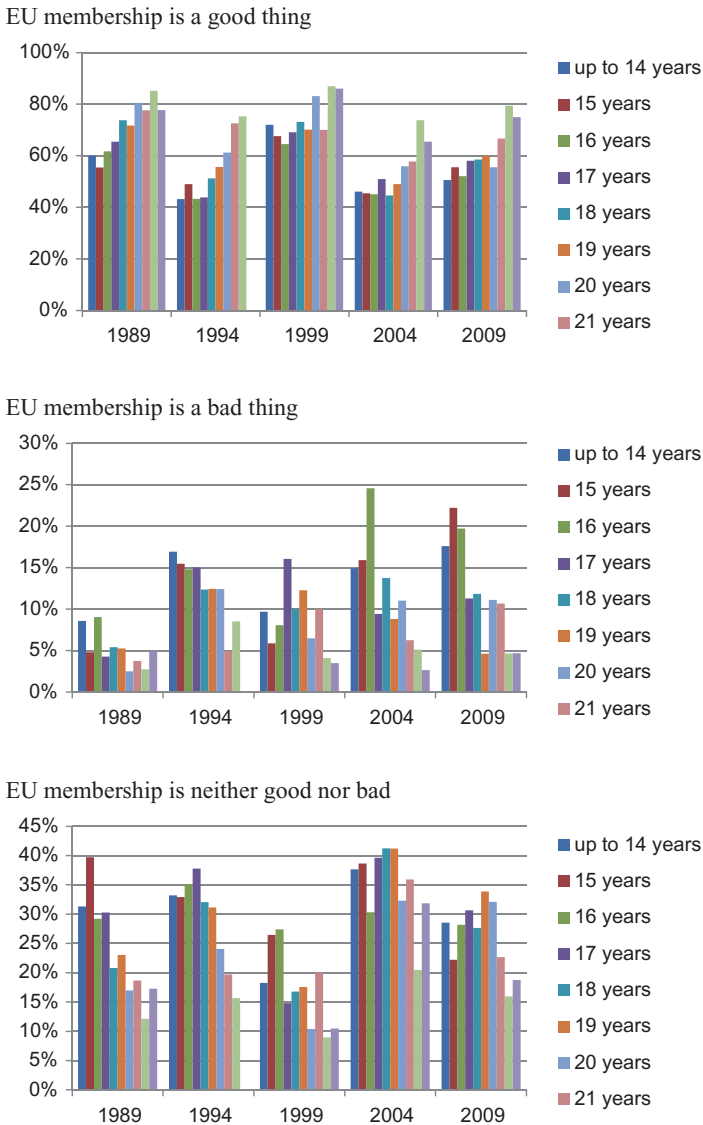 EU membership is a good thing
100%
80%
60%
40%
20%
0%
1989 1994 1999 2004 2009
up to 14 years
15 years
16 years
17 years
18 years
19 years
20 years
21 years
EU membership is a bad thing
30%
25%
20%
15%
10%
5%
0%
1989 1994 1999 2004 2009
up to 14 years
15 years
16 years
17 years
18 years
19 years
20 years
21 years
EU membership is neither good nor bad
45%
40%
35%
30%
25%
20%
15%
10%
5%
0%
1989 1994 1999 2004 2009
up to 14 years
15 years
16 years
17 years
18 years
19 years
20 years
21 years